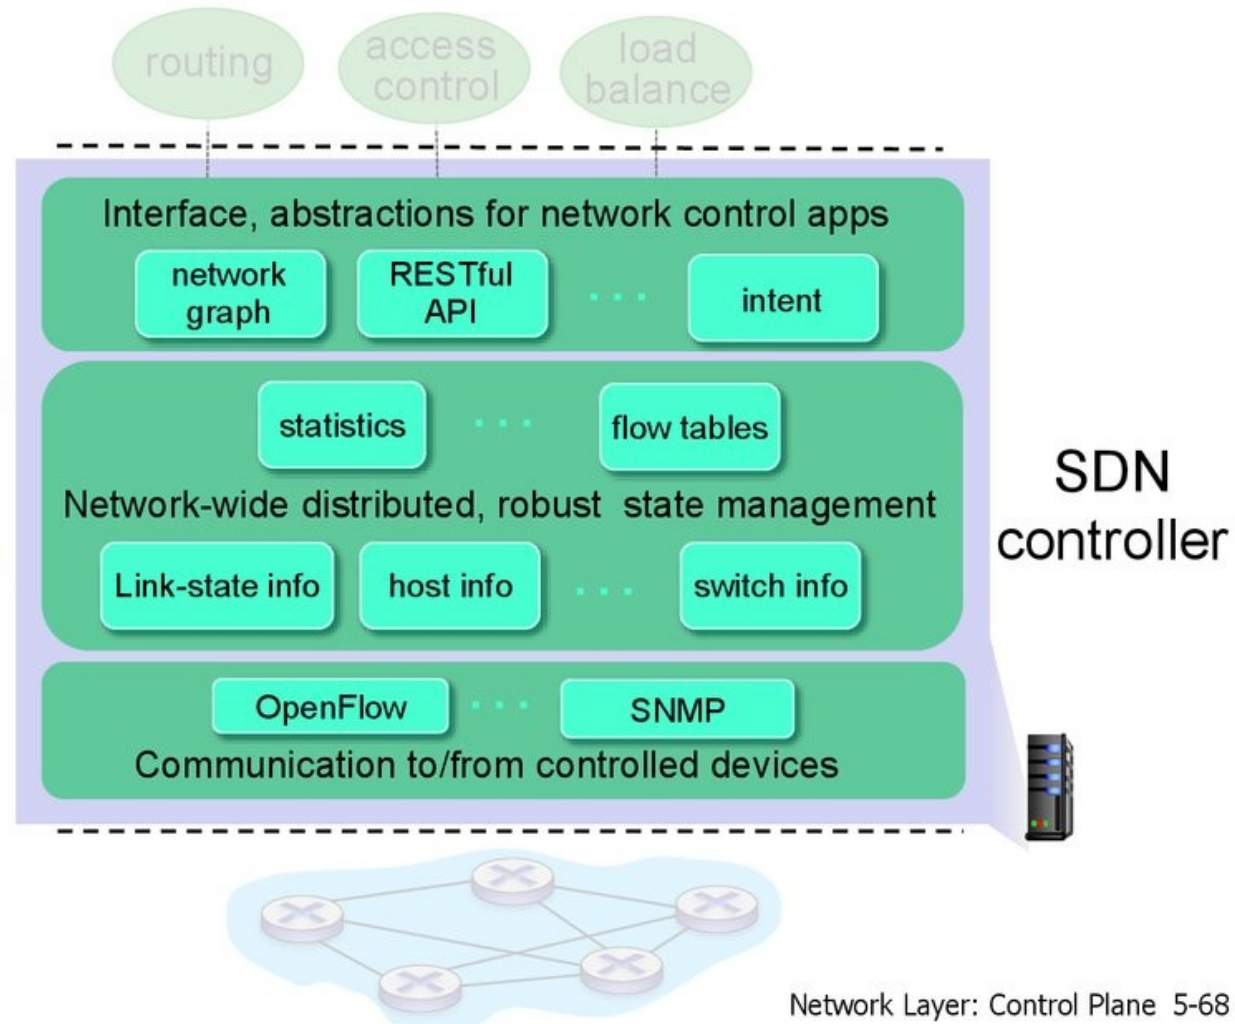 routing
access
control
load
balance
Interface, abstractions for network control apps
network
graph
RESTful
API
intent
statistics
flow tables
Network-wide distributed, robust state management
Link-state info
host info
switch info
OpenFlow
SNMP
Communication to/from controlled devices
SDN
controller
Network Layer: Control Plane 5-68